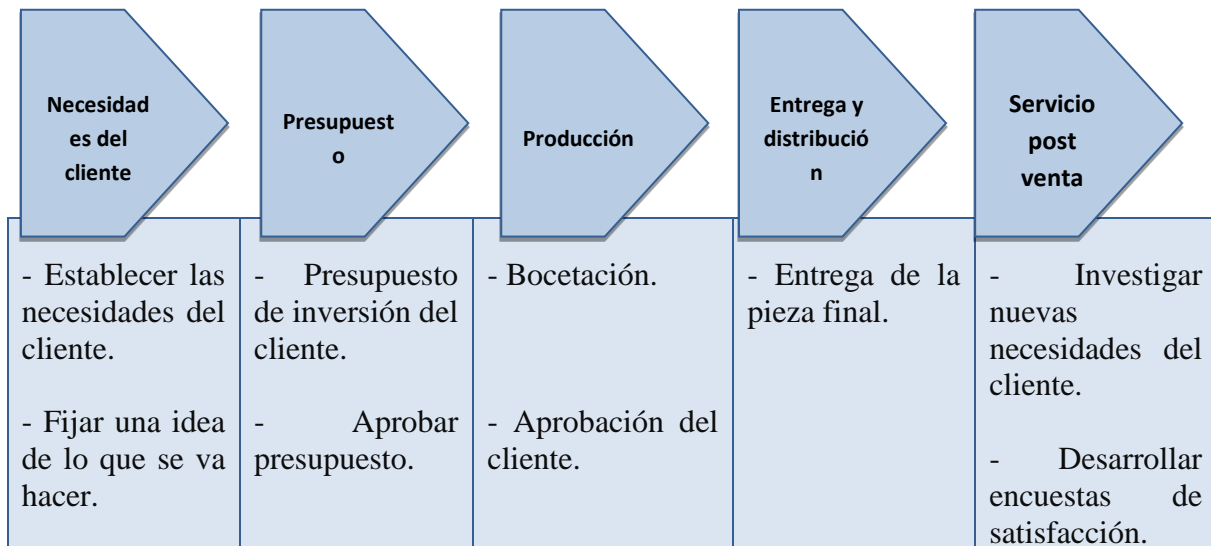 Necesidad
es del
cliente
Presupuest
o
Producción
Entrega y
distribució
n
Servicio
post
venta
- Establecer las
necesidades del
cliente.
- Fijar una idea
de lo que se va
hacer.
- Presupuesto
de inversión del
cliente.
- Aprobar
presupuesto.
- Bocetación.
- Aprobación del
cliente.
- Entrega de la
pieza final.
- Investigar
nuevas
necesidades del
cliente.
- Desarrollar
encuestas de
satisfacción.